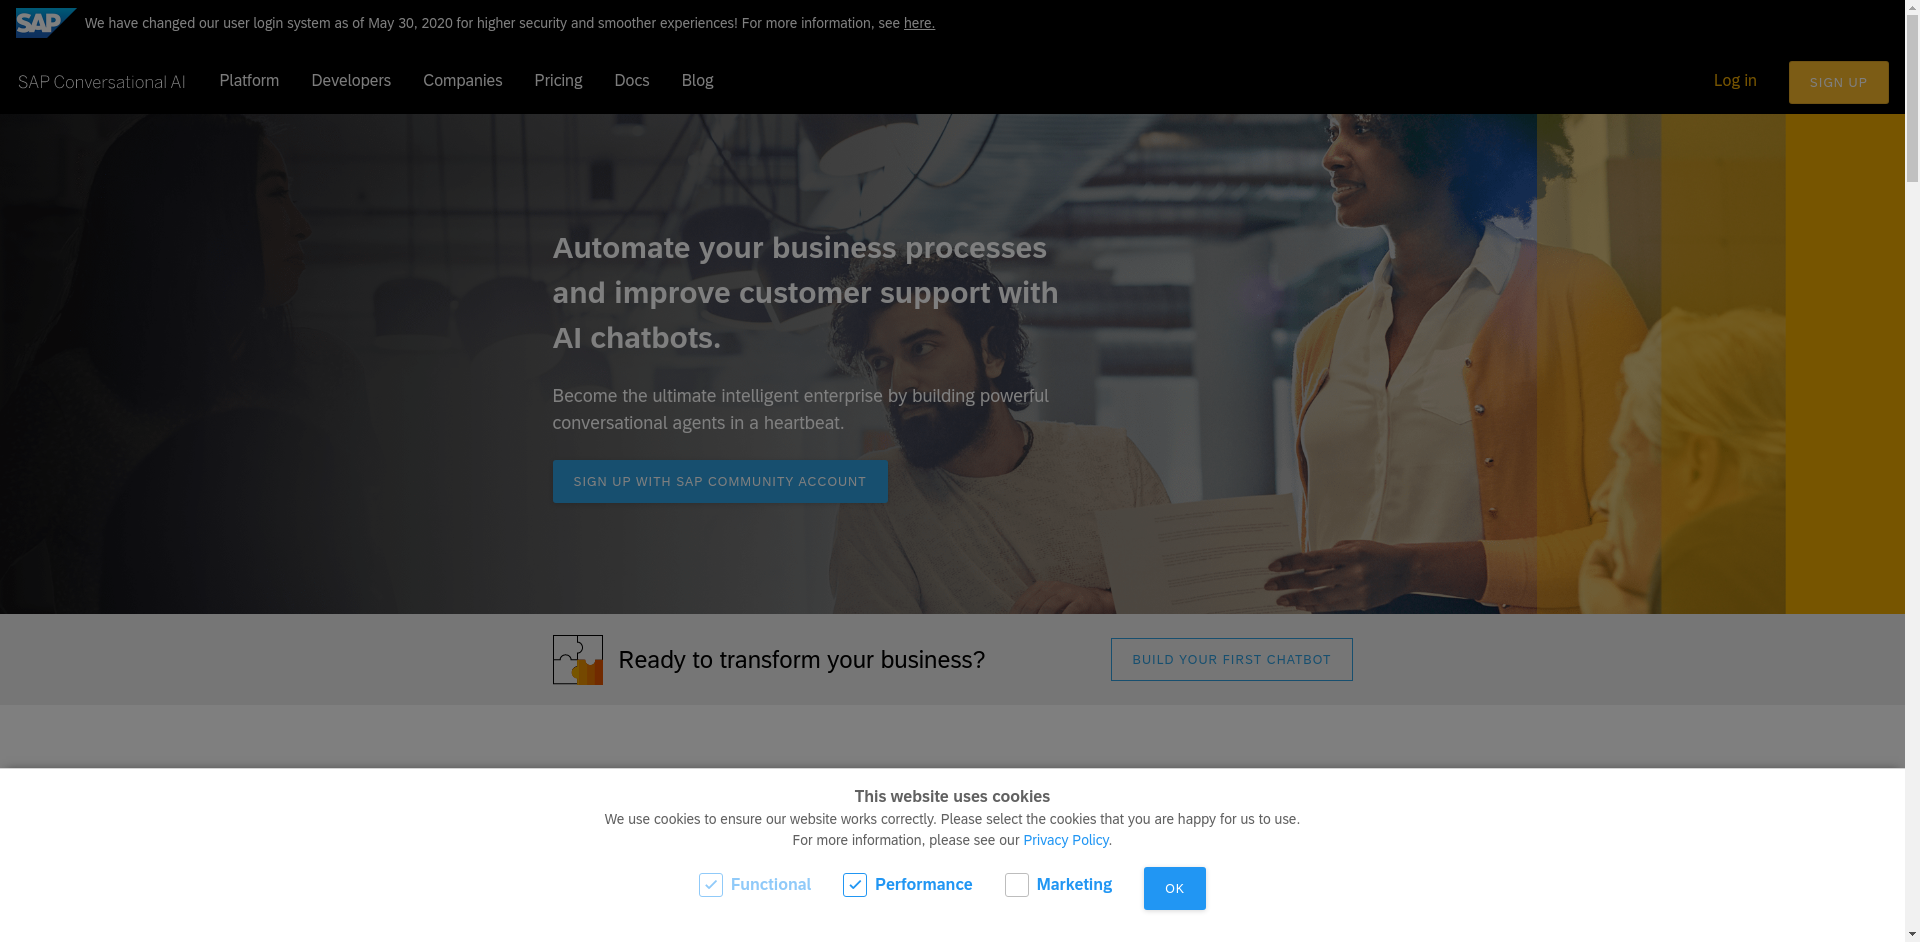 SAP We have changed our user login system as of May 30, 2020 for higher security and smoother experiences! For more information, see here.
SAP Conversational AI Platform Developers Companies Pricing Docs Blog Log in SIGN UP
Automate your business processes
and improve customer support with
AI chatbots.
Become the ultimate intelligent enterprise by building powerful
conversational agents in a heartbeat.
SIGN UP WITH SAP COMMUNITY ACCOUNT
Ready to transform your business? BUILD YOUR FIRST CHATBOT
This website uses cookies
We use cookies to ensure our website works correctly. Please select the cookies that you are happy for us to use.
For more information, please see our Privacy Policy.
Functional Performance Marketing OK